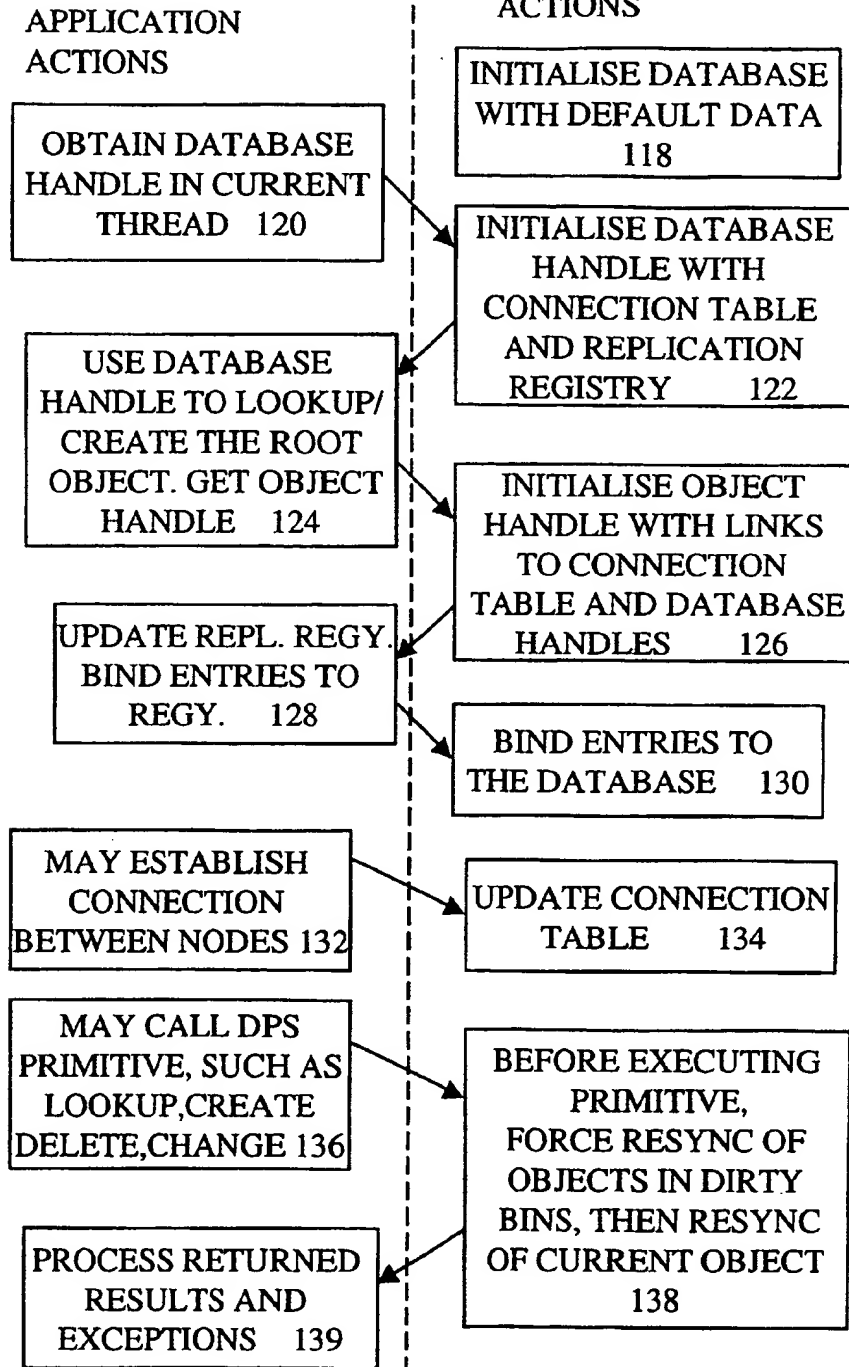 APPLICATION
ACTIONS
ACTIONS
INITIALISE DATABASE
WITH DEFAULT DATA
118
OBTAIN DATABASE
HANDLE IN CURRENT
THREAD 120
INITIALISE DATABASE
HANDLE WITH
CONNECTION TABLE
AND REPLICATION
REGISTRY 122
USE DATABASE
HANDLE TO LOOKUP/
CREATE THE ROOT
OBJECT. GET OBJECT
HANDLE 124
INITIALISE OBJECT
HANDLE WITH LINKS
TO CONNECTION
TABLE AND DATABASE
HANDLES 126
UPDATE REPL. REGY.
BIND ENTRIES TO
REGY. 128
BIND ENTRIES TO
THE DATABASE 130
MAY ESTABLISH
CONNECTION
BETWEEN NODES 132
UPDATE CONNECTION
TABLE 134
MAY CALL DPS
PRIMITIVE, SUCH AS
LOOKUP,CREATE
DELETE,CHANGE 136
BEFORE EXECUTING
PRIMITIVE,
FORCE RESYNC OF
OBJECTS IN DIRTY
BINS, THEN RESYNC
OF CURRENT OBJECT
138
PROCESS RETURNED
RESULTS AND
EXCEPTIONS 139